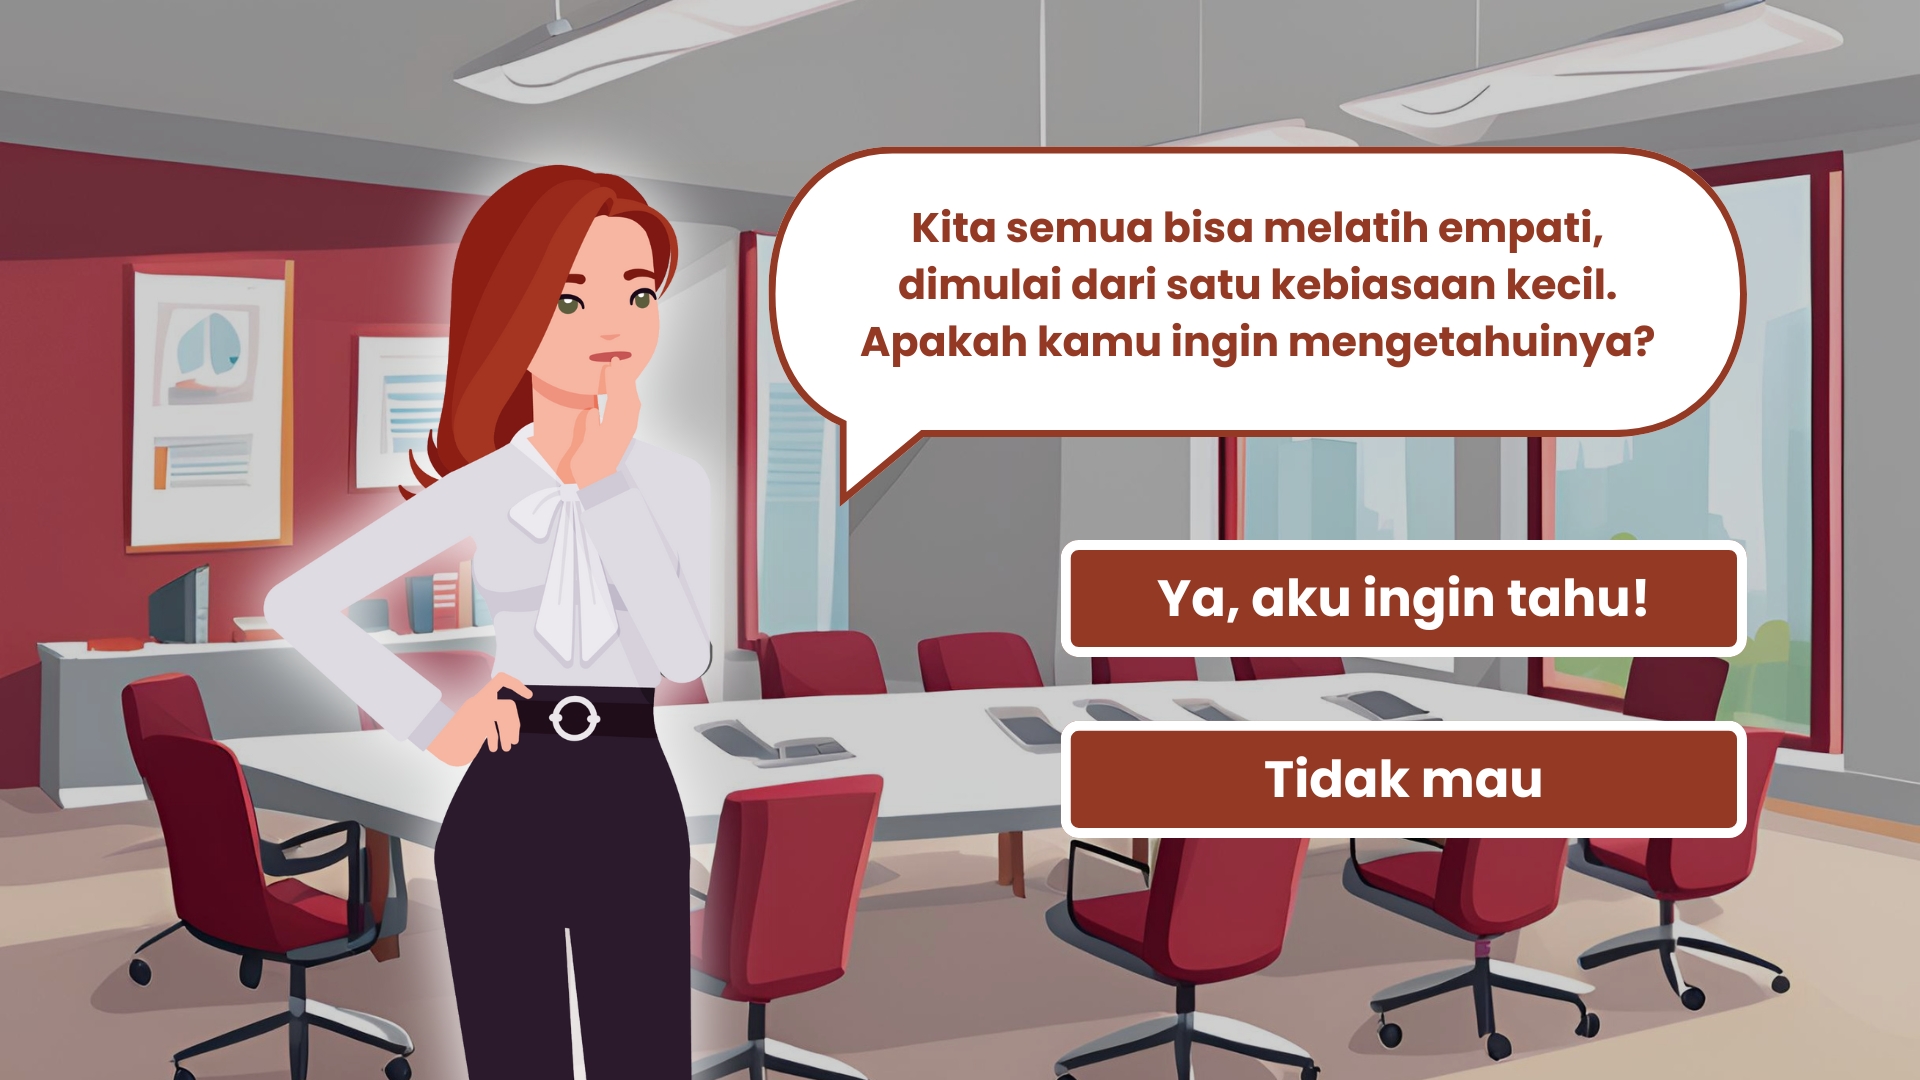 Kita semua bisa melatih empati,
dimulai dari satu kebiasaan kecil.
Apakah kamu ingin mengetahuinya?
Ya, aku ingin tahu!
Tidak mau